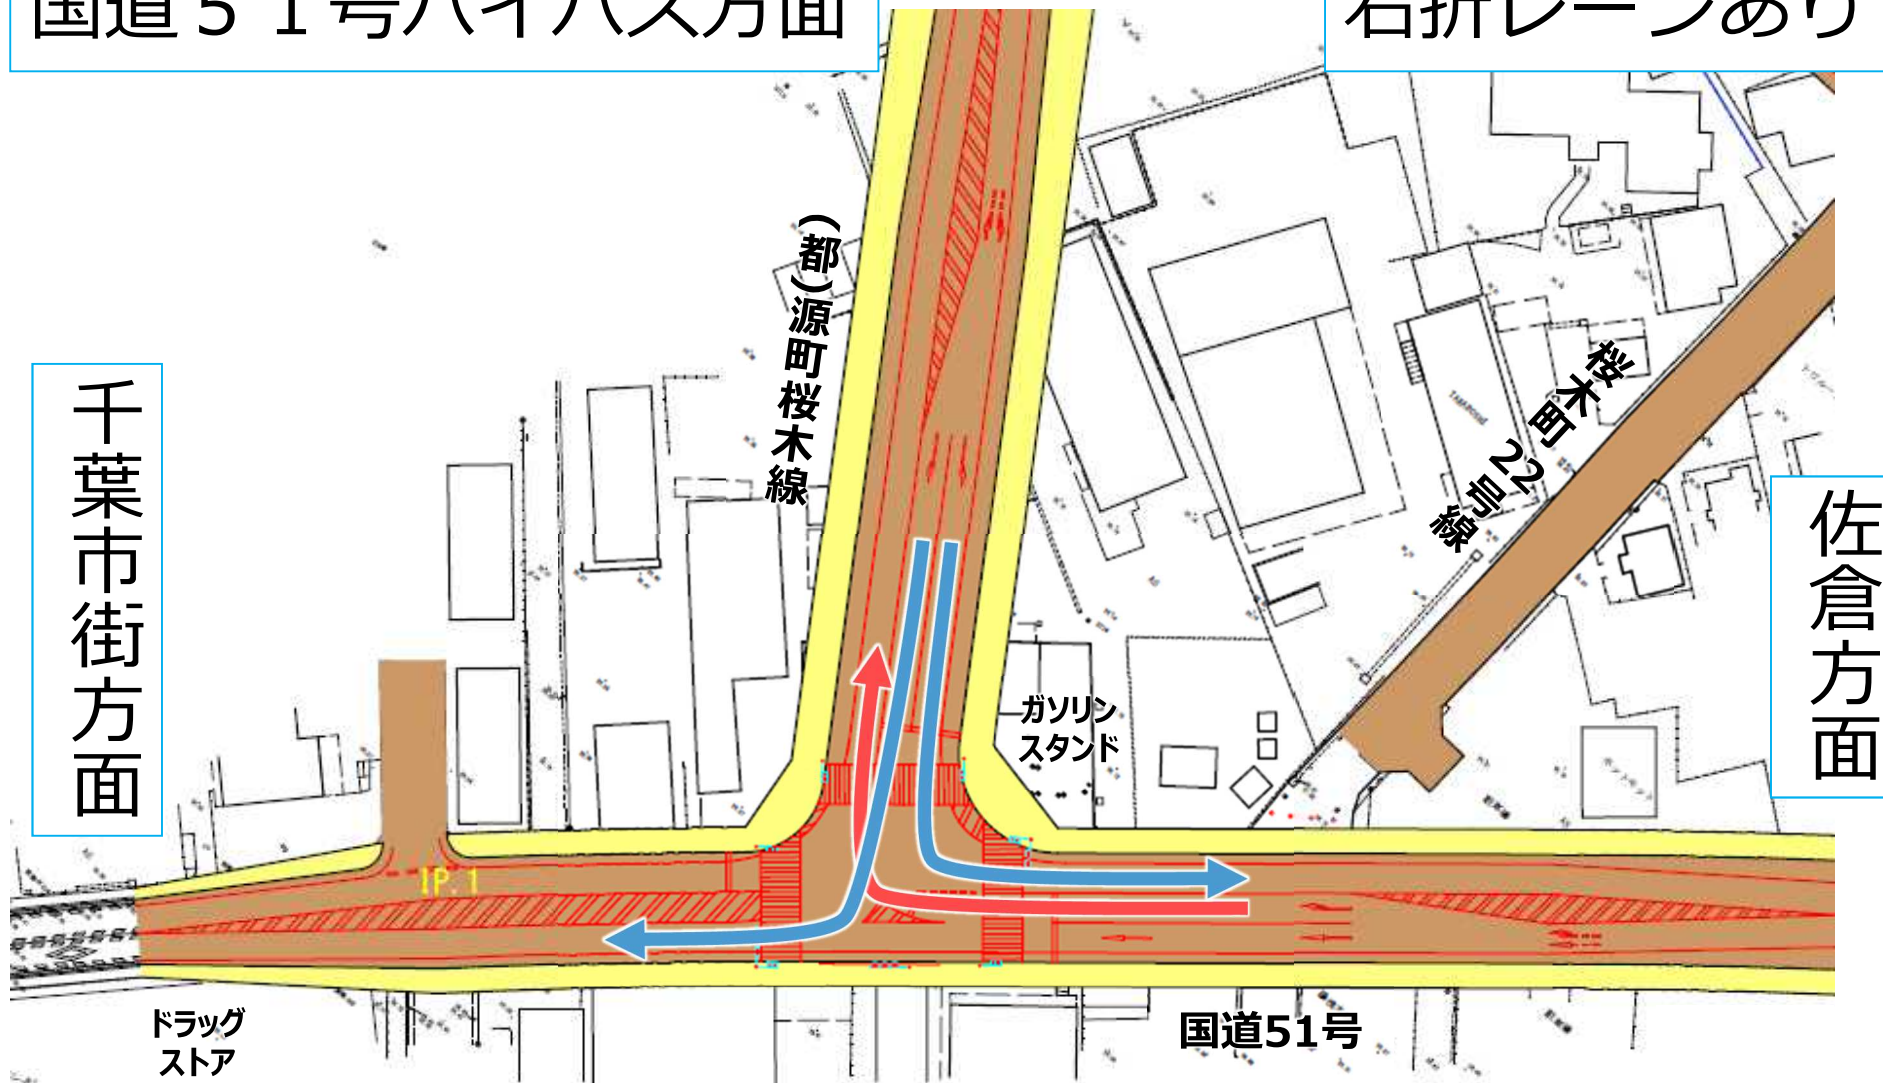 国道５１号バイパス方面
右折レーンあり
(都)源町桜木線
千葉市街方面
桜木町22号線
佐倉方面
ガソリン
スタンド
IP. 1
国道51号
ドラッグ
ストア